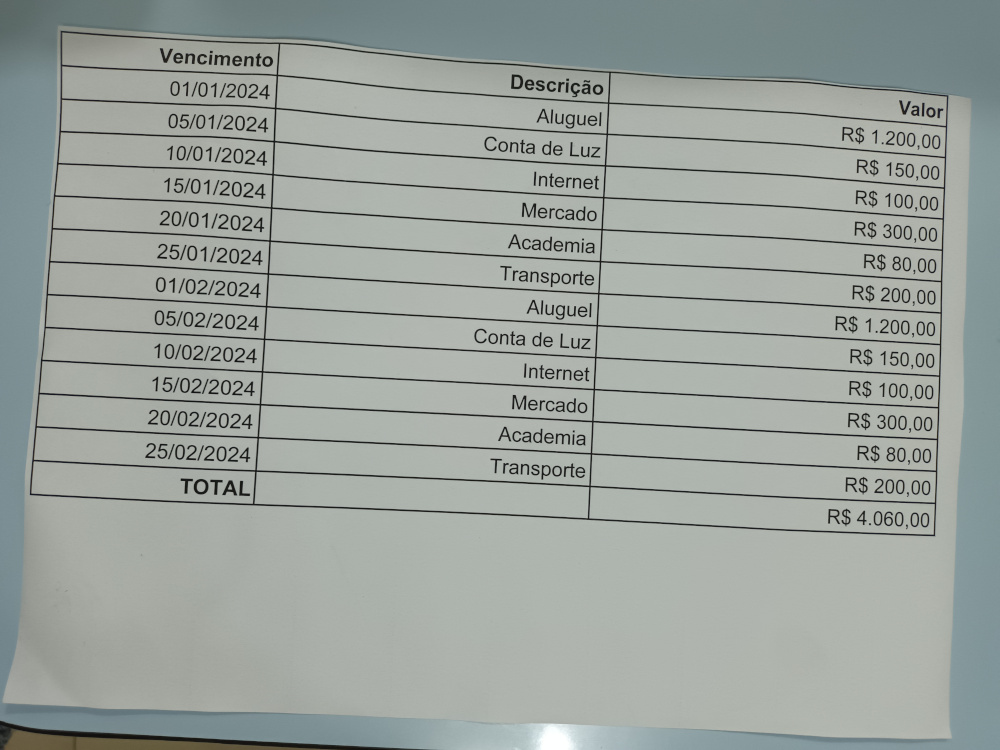 Vencimento Descrição Valor
01/01/2024 Aluguel R$ 1.200,00
05/01/2024 Conta de Luz R$ 150,00
10/01/2024 Internet R$ 100,00
15/01/2024 Mercado R$ 300,00
20/01/2024 Academia R$ 80,00
25/01/2024 Transporte R$ 200,00
01/02/2024 Aluguel R$ 1.200,00
05/02/2024 Conta de Luz R$ 150,00
10/02/2024 Internet R$ 100,00
15/02/2024 Mercado R$ 300,00
20/02/2024 Academia R$ 80,00
25/02/2024 Transporte R$ 200,00
TOTAL R$ 4.060,00